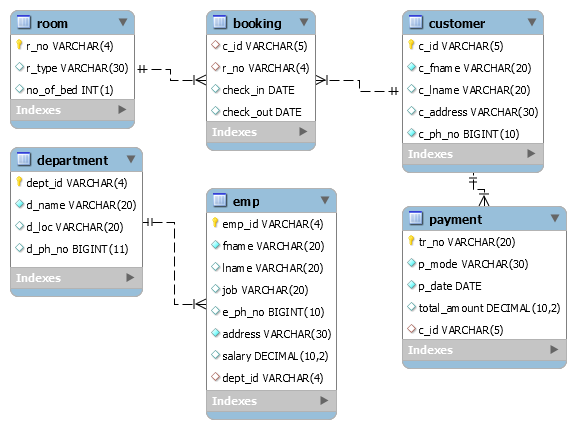 room
r_no VARCHAR(4)
r_type VARCHAR(30)
no_of_bed INT(1)
Indexes
booking
c_id VARCHAR(5)
r_no VARCHAR(4)
check_in DATE
check_out DATE
Indexes
customer
c_id VARCHAR(5)
c_fname VARCHAR(20)
c_lname VARCHAR(20)
c_address VARCHAR(30)
c_ph_no BIGINT(10)
Indexes
department
dept_id VARCHAR(4)
d_name VARCHAR(20)
d_loc VARCHAR(20)
d_ph_no BIGINT(11)
Indexes
emp
emp_id VARCHAR(4)
fname VARCHAR(20)
lname VARCHAR(20)
job VARCHAR(20)
e_ph_no BIGINT(10)
address VARCHAR(30)
salary DECIMAL(10,2)
dept_id VARCHAR(4)
Indexes
payment
tr_no VARCHAR(20)
p_mode VARCHAR(30)
p_date DATE
total_amount DECIMAL(10,2)
c_id VARCHAR(5)
Indexes